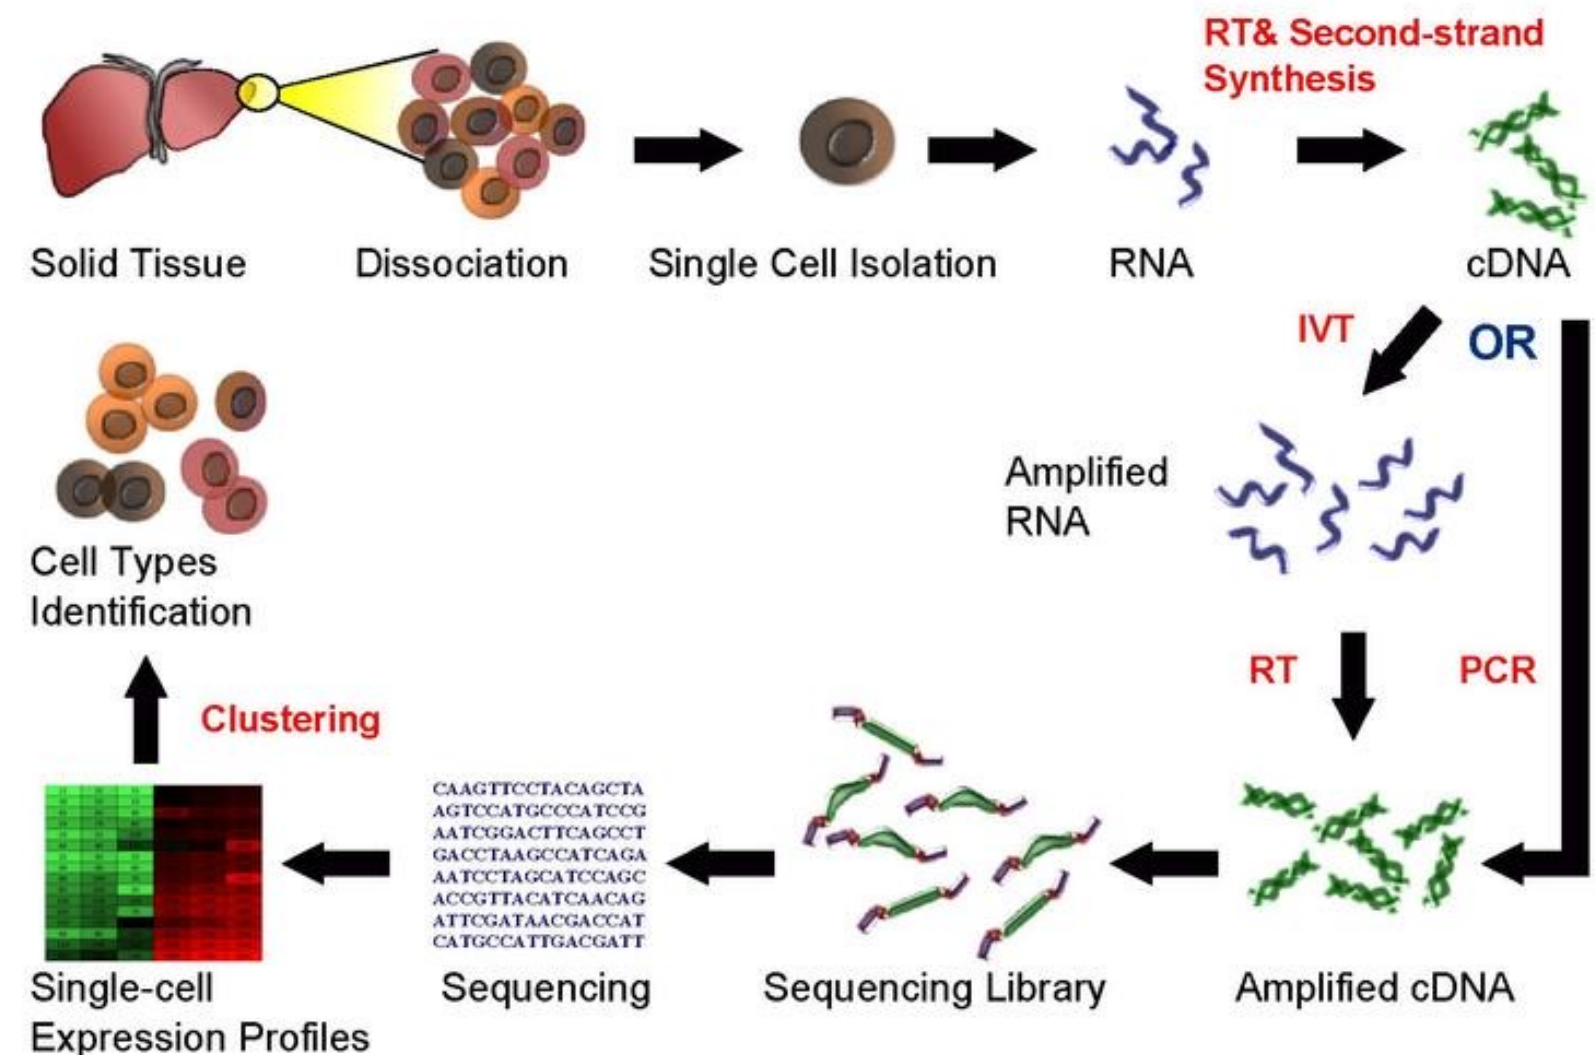 RT& Second-strand
Synthesis
Solid Tissue
Dissociation
Single Cell Isolation
RNA
cDNA
IVT
OR
Amplified
RNA
RT
PCR
Cell Types
Identification
Clustering
CAAGTTCCTACAGCTA
AGTCCATGCCCATCCG
AATCGGACTTCAGCCT
GACCTAAGCCATCAGA
AATCCTAGCATCCAGC
ACCGTTACATCAACAG
ATTCGATAACGACCAT
CATGCCATTGACGATT
Single-cell
Expression Profiles
Sequencing
Sequencing Library
Amplified cDNA